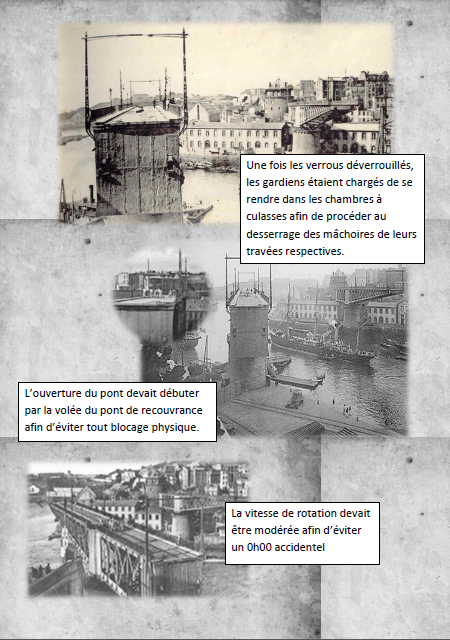 Une fois les verrous déverrouillés,
les gardiens étaient chargés de se
rendre dans les chambres à
culasses afin de procéder au
desserrage des mâchoires de leurs
travées respectives.
L'ouverture du pont devait débuter
par la volée du pont de recouvrance
afin d'éviter tout blocage physique.
La vitesse de rotation devait
être modérée afin d'éviter
un 0h00 accidentel